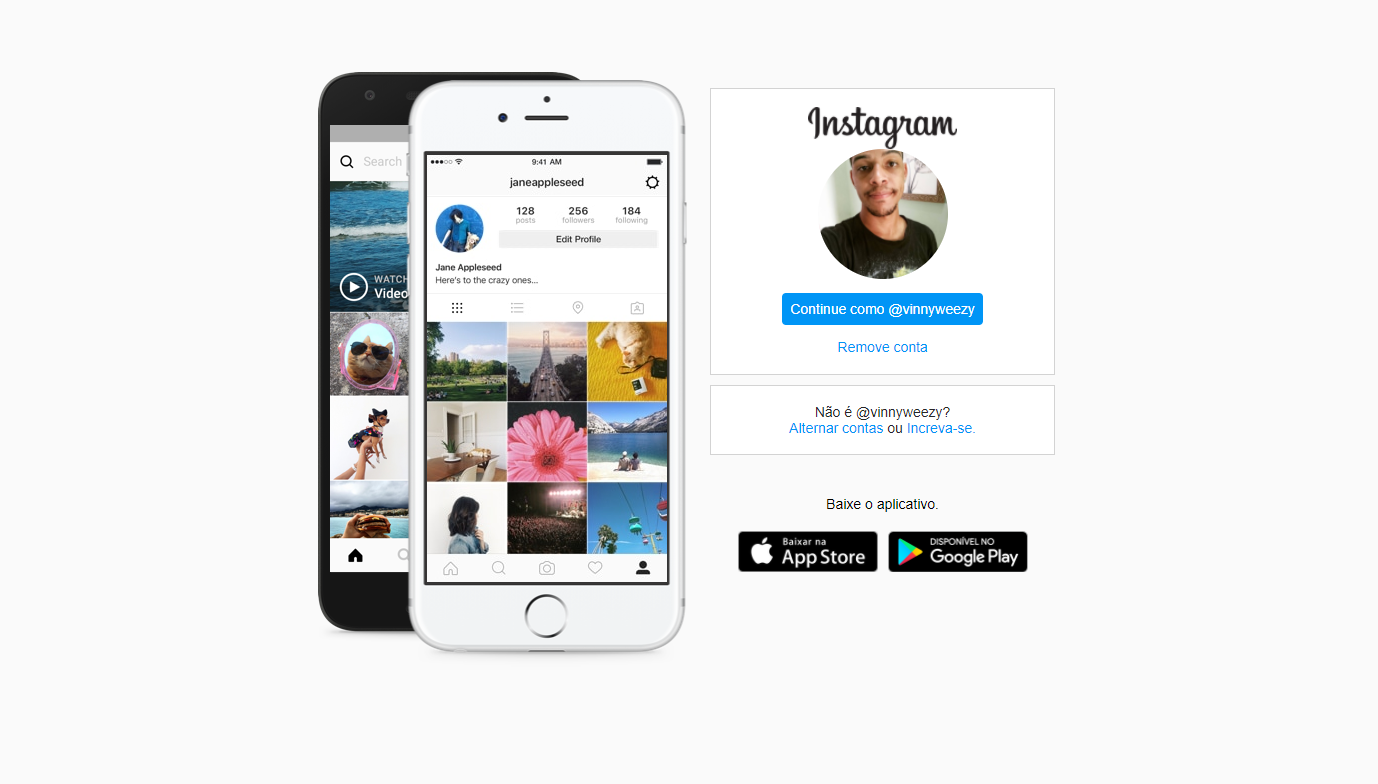 Search
WATCH
Video
9:41 AM
janeappleseed
128
posts
256
followers
184
following
Edit Profile
Jane Appleseed
Here's to the crazy ones...
Instagram
Continue como @vinnyweezy
Remove conta
Não é @vinnyweezy?
Alternar contas ou Increva-se.
Baixe o aplicativo.
Baixar na
App Store
DISPONÍVEL NO
Google Play